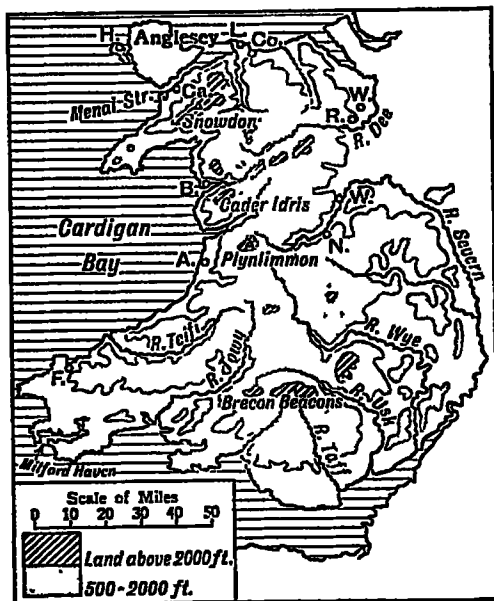 H. Anglesey L. Co.
Menai Str. Ca. W.
Snowdon R. R. Dee
B. W.
Cader Idris
Cardigan N. R. Severn
A. Plynlimmon
Bay
R. Teifi R. Wye
R. Towy
F. R. Usk
Brecon Beacons
R. Taff
Milford Haven
Scale of Miles
0 10 20 30 40 50
Land above 2000 ft.
500-2000 ft.